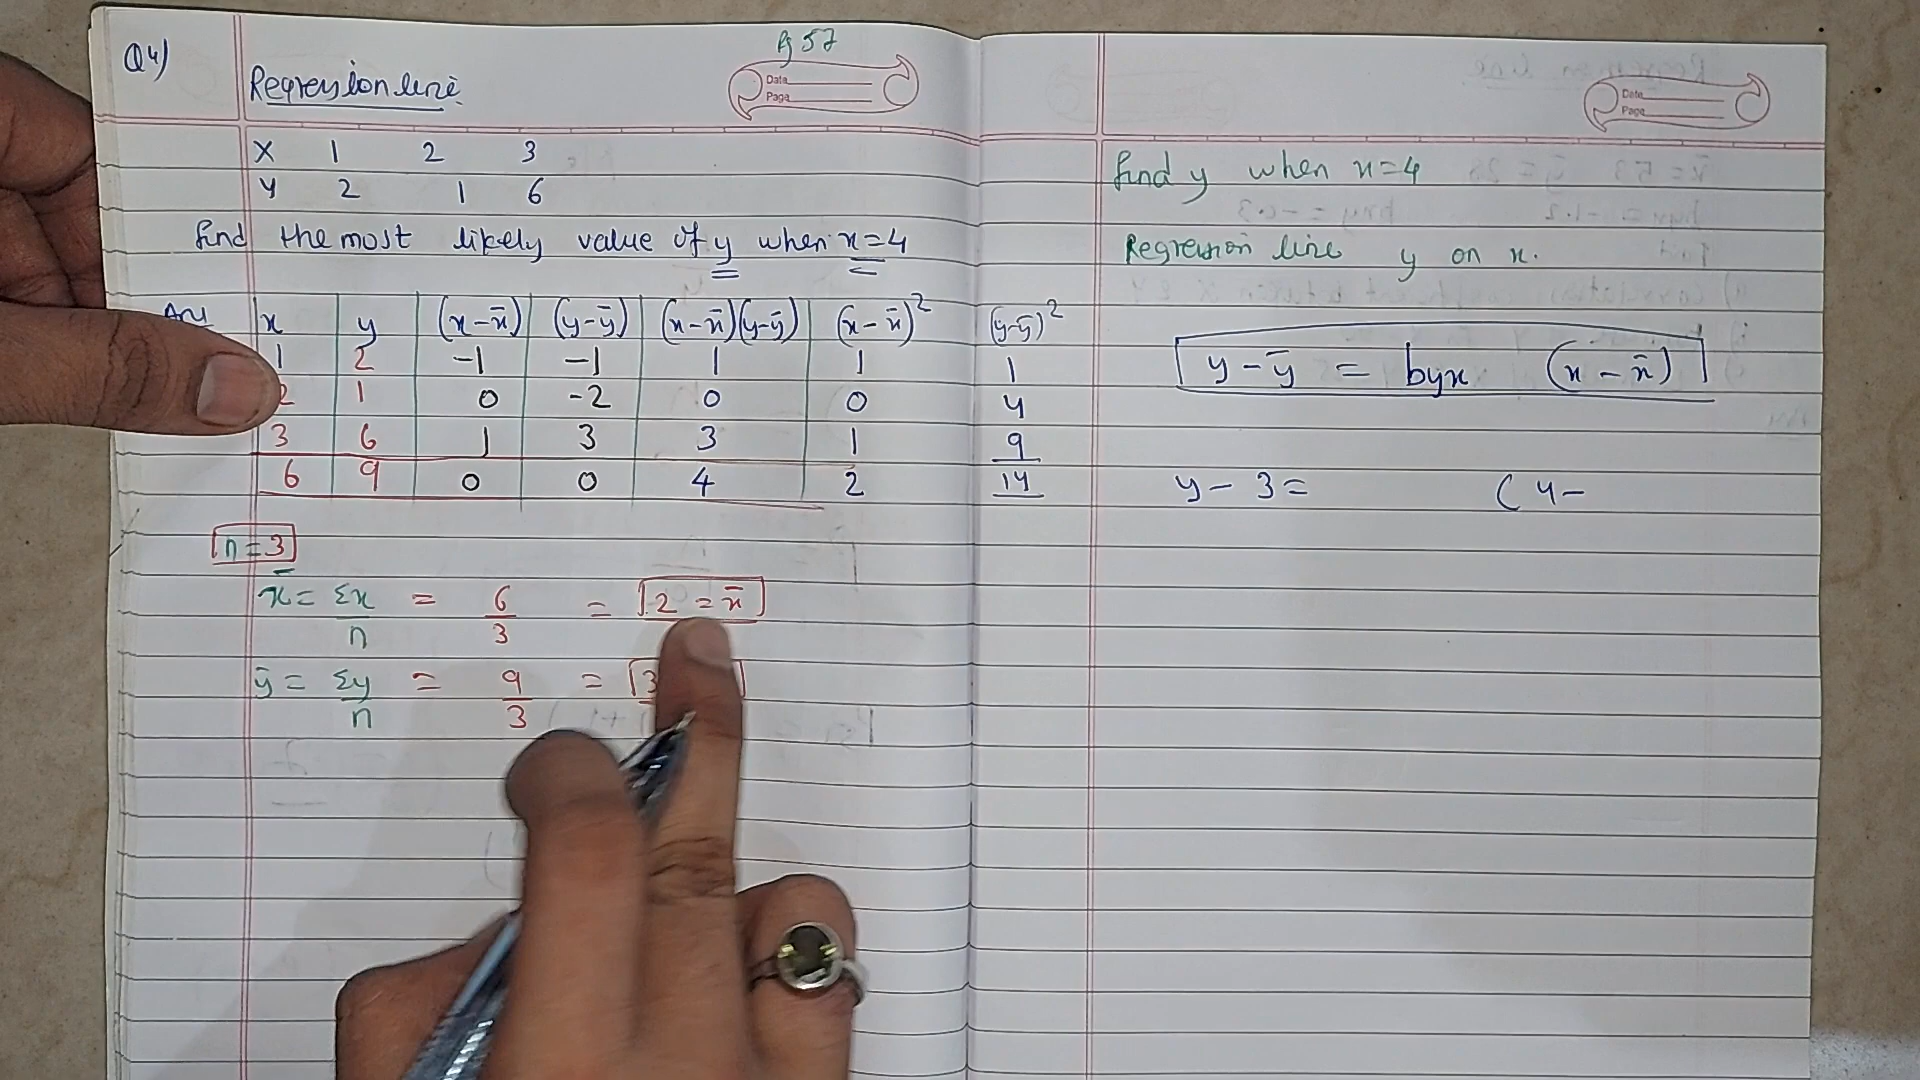 Q4)
Pg 57
Regression line
Date
Page
X 1 2 3
Y 2 1 6
find the most likely value of y when x=4
Ans x y (x-x̄) (y-ȳ) (x-x̄)(y-ȳ) (x-x̄)² (y-ȳ)²
1 2 -1 -1 1 1 1
2 1 0 -2 0 0 4
3 6 1 3 3 1 9
6 9 0 0 4 2 14
n=3
x̄ = Σx/n = 6/3 = 2 = x̄
ȳ = Σy/n = 9/3 = 3
Date
Page
find y when x=4
Regression line y on x.
y-ȳ = byx (x-x̄)
y-3= (4-